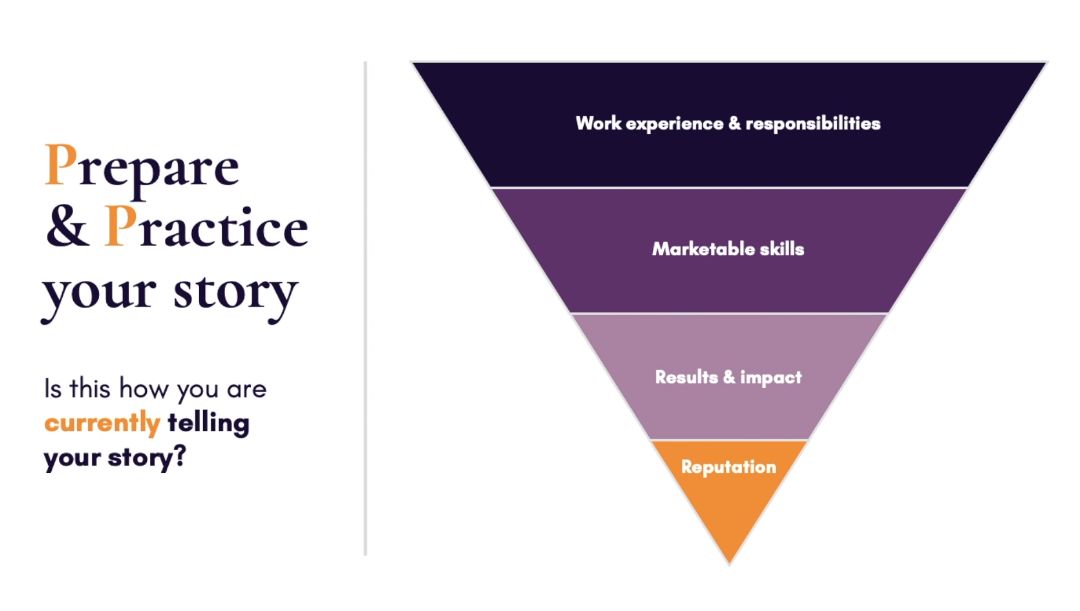 Prepare
& Practice
your story
Is this how you are
currently telling
your story?
Work experience & responsibilities
Marketable skills
Results & impact
Reputation